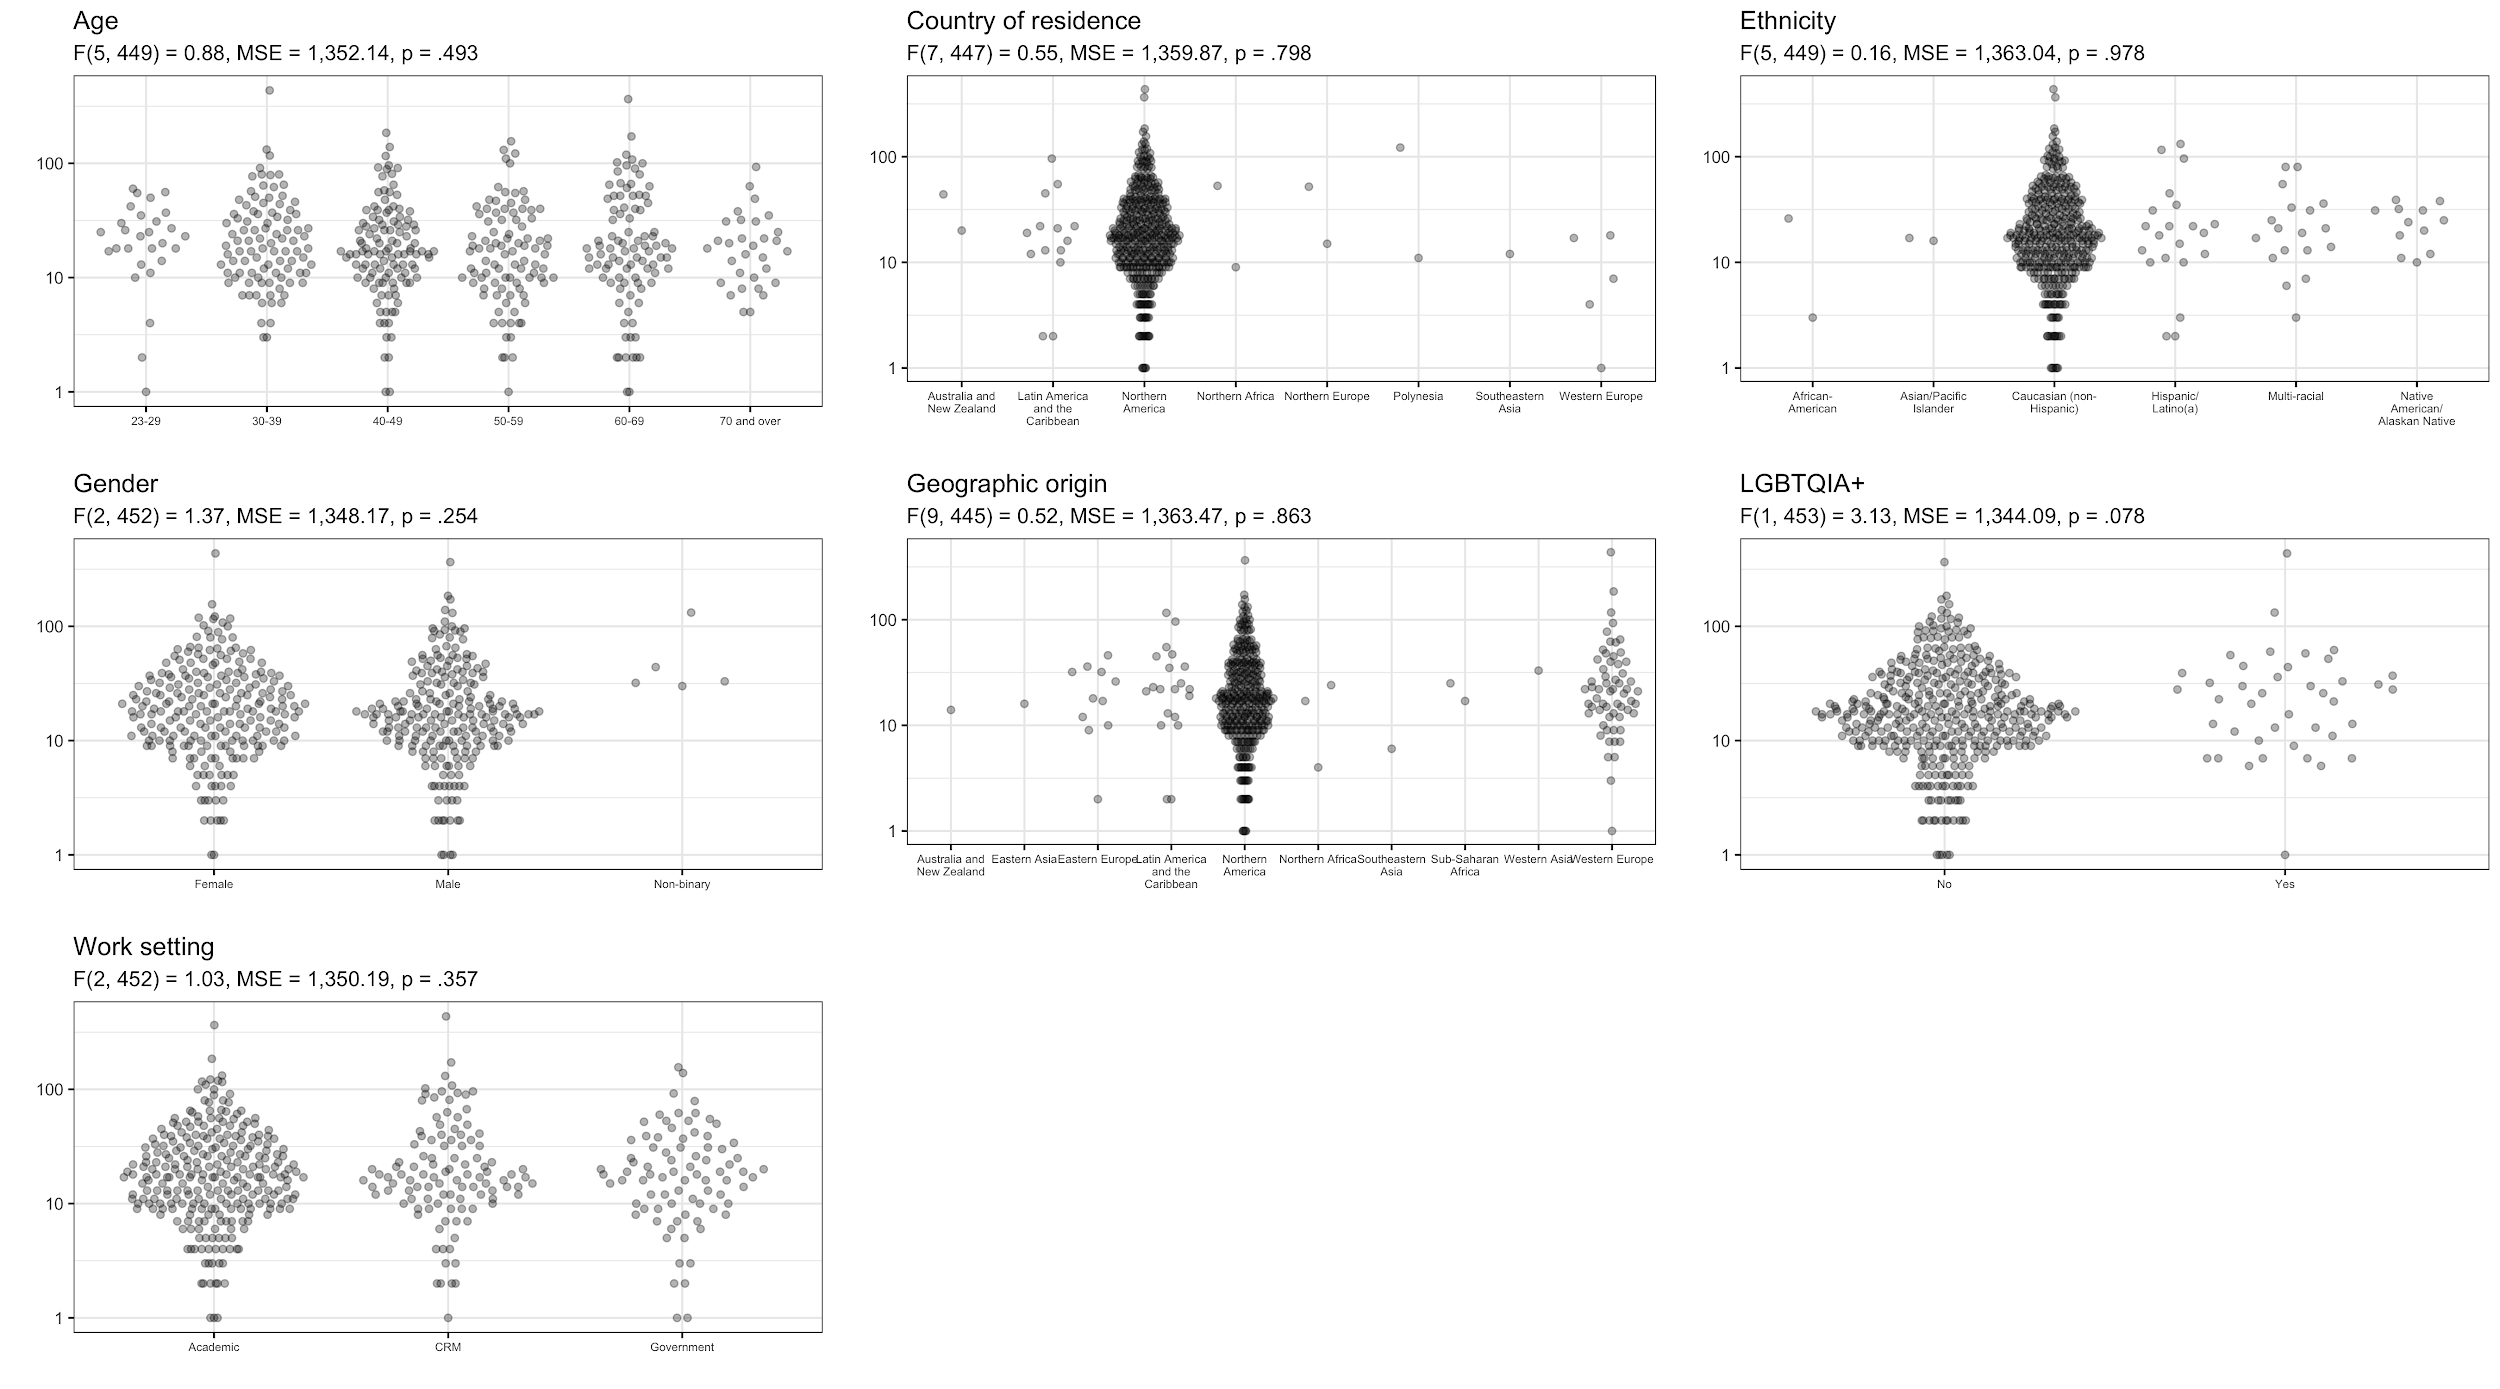 Age
F(5, 449) = 0.88, MSE = 1,352.14, p = .493
100
10
1
23-29 30-39 40-49 50-59 60-69 70 and over
Country of residence
F(7, 447) = 0.55, MSE = 1,359.87, p = .798
100
10
1
Australia and New Zealand
Latin America and the Caribbean
Northern America
Northern Africa
Northern Europe
Polynesia
Southeastern Asia
Western Europe
Ethnicity
F(5, 449) = 0.16, MSE = 1,363.04, p = .978
100
10
1
African-American
Asian/Pacific Islander
Caucasian (non-Hispanic)
Hispanic/Latino(a)
Multi-racial
Native American/Alaskan Native
Gender
F(2, 452) = 1.37, MSE = 1,348.17, p = .254
100
10
1
Female Male Non-binary
Geographic origin
F(9, 445) = 0.52, MSE = 1,363.47, p = .863
100
10
1
Australia and New Zealand
Eastern Asia
Eastern Europe
Latin America and the Caribbean
Northern America
Northern Africa
Southeastern Asia
Sub-Saharan Africa
Western Asia
Western Europe
LGBTQIA+
F(1, 453) = 3.13, MSE = 1,344.09, p = .078
100
10
1
No Yes
Work setting
F(2, 452) = 1.03, MSE = 1,350.19, p = .357
100
10
1
Academic CRM Government